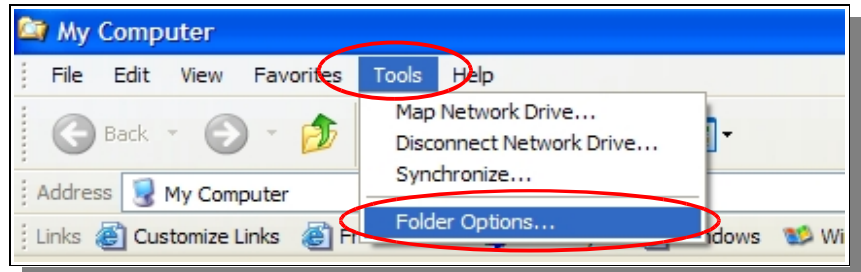 My Computer
File Edit View Favorites Tools Help
Back
Map Network Drive...
Disconnect Network Drive...
Synchronize...
Address My Computer
Folder Options...
Links Customize Links